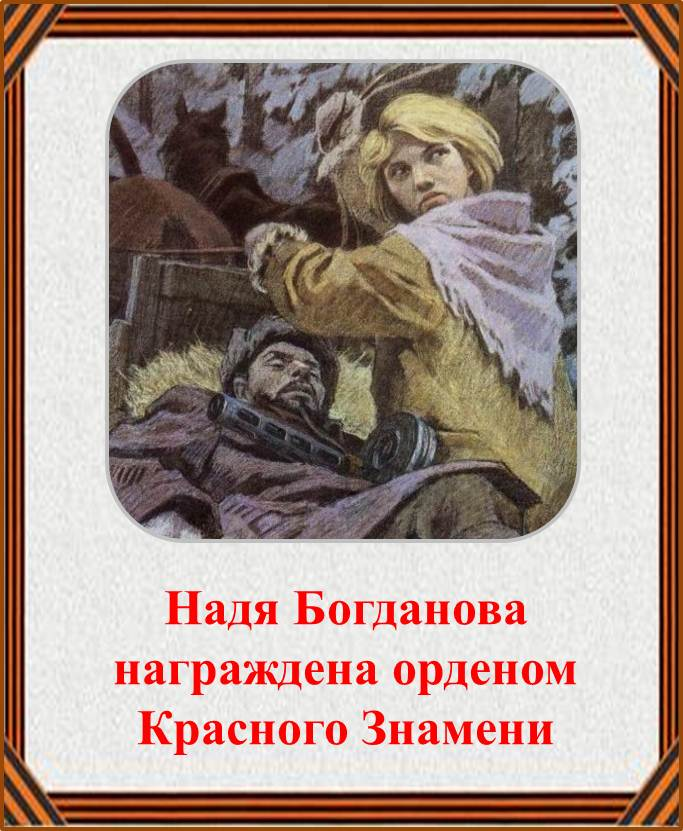 Надя Богданова
награждена орденом
Красного Знамени